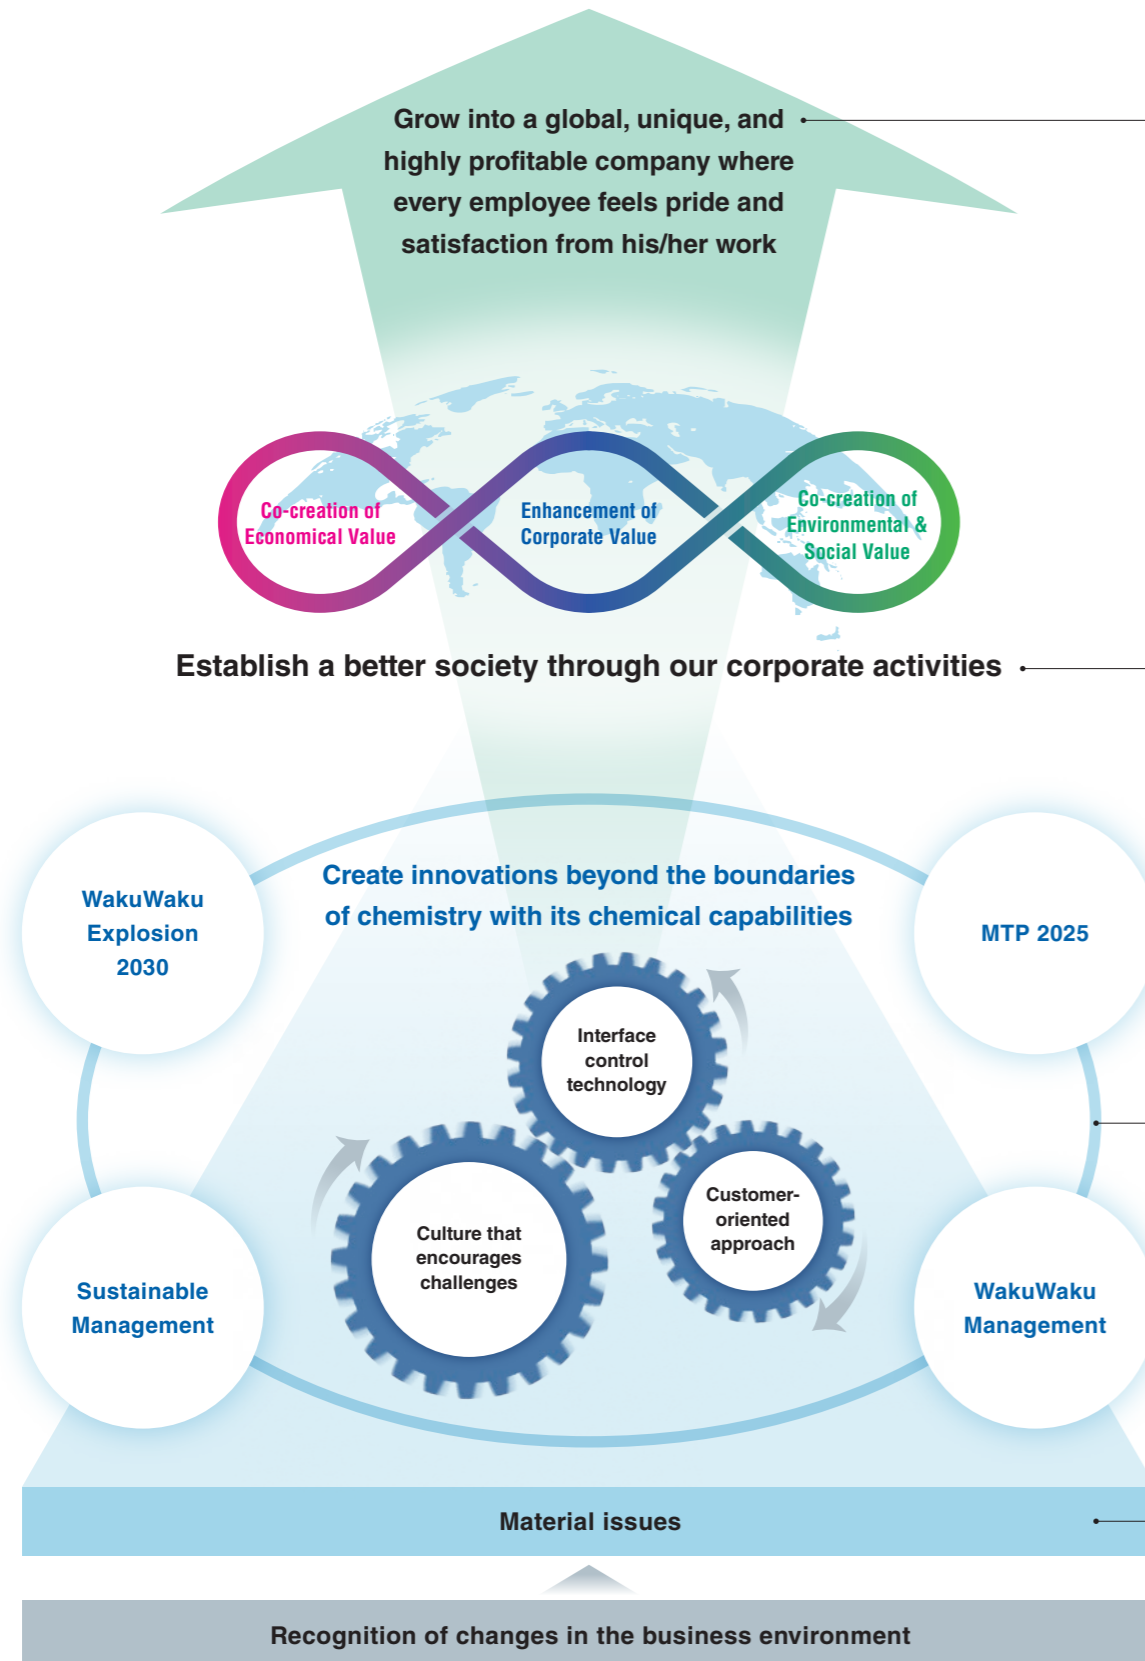 Grow into a global, unique, and
highly profitable company where
every employee feels pride and
satisfaction from his/her work
Co-creation of
Economical Value
Enhancement of
Corporate Value
Co-creation of
Environmental &
Social Value
Establish a better society through our corporate activities
WakuWaku
Explosion
2030
Create innovations beyond the boundaries
of chemistry with its chemical capabilities
MTP 2025
Interface
control
technology
Culture that
encourages
challenges
Customer-
oriented
approach
Sustainable
Management
WakuWaku
Management
Material issues
Recognition of changes in the business environment